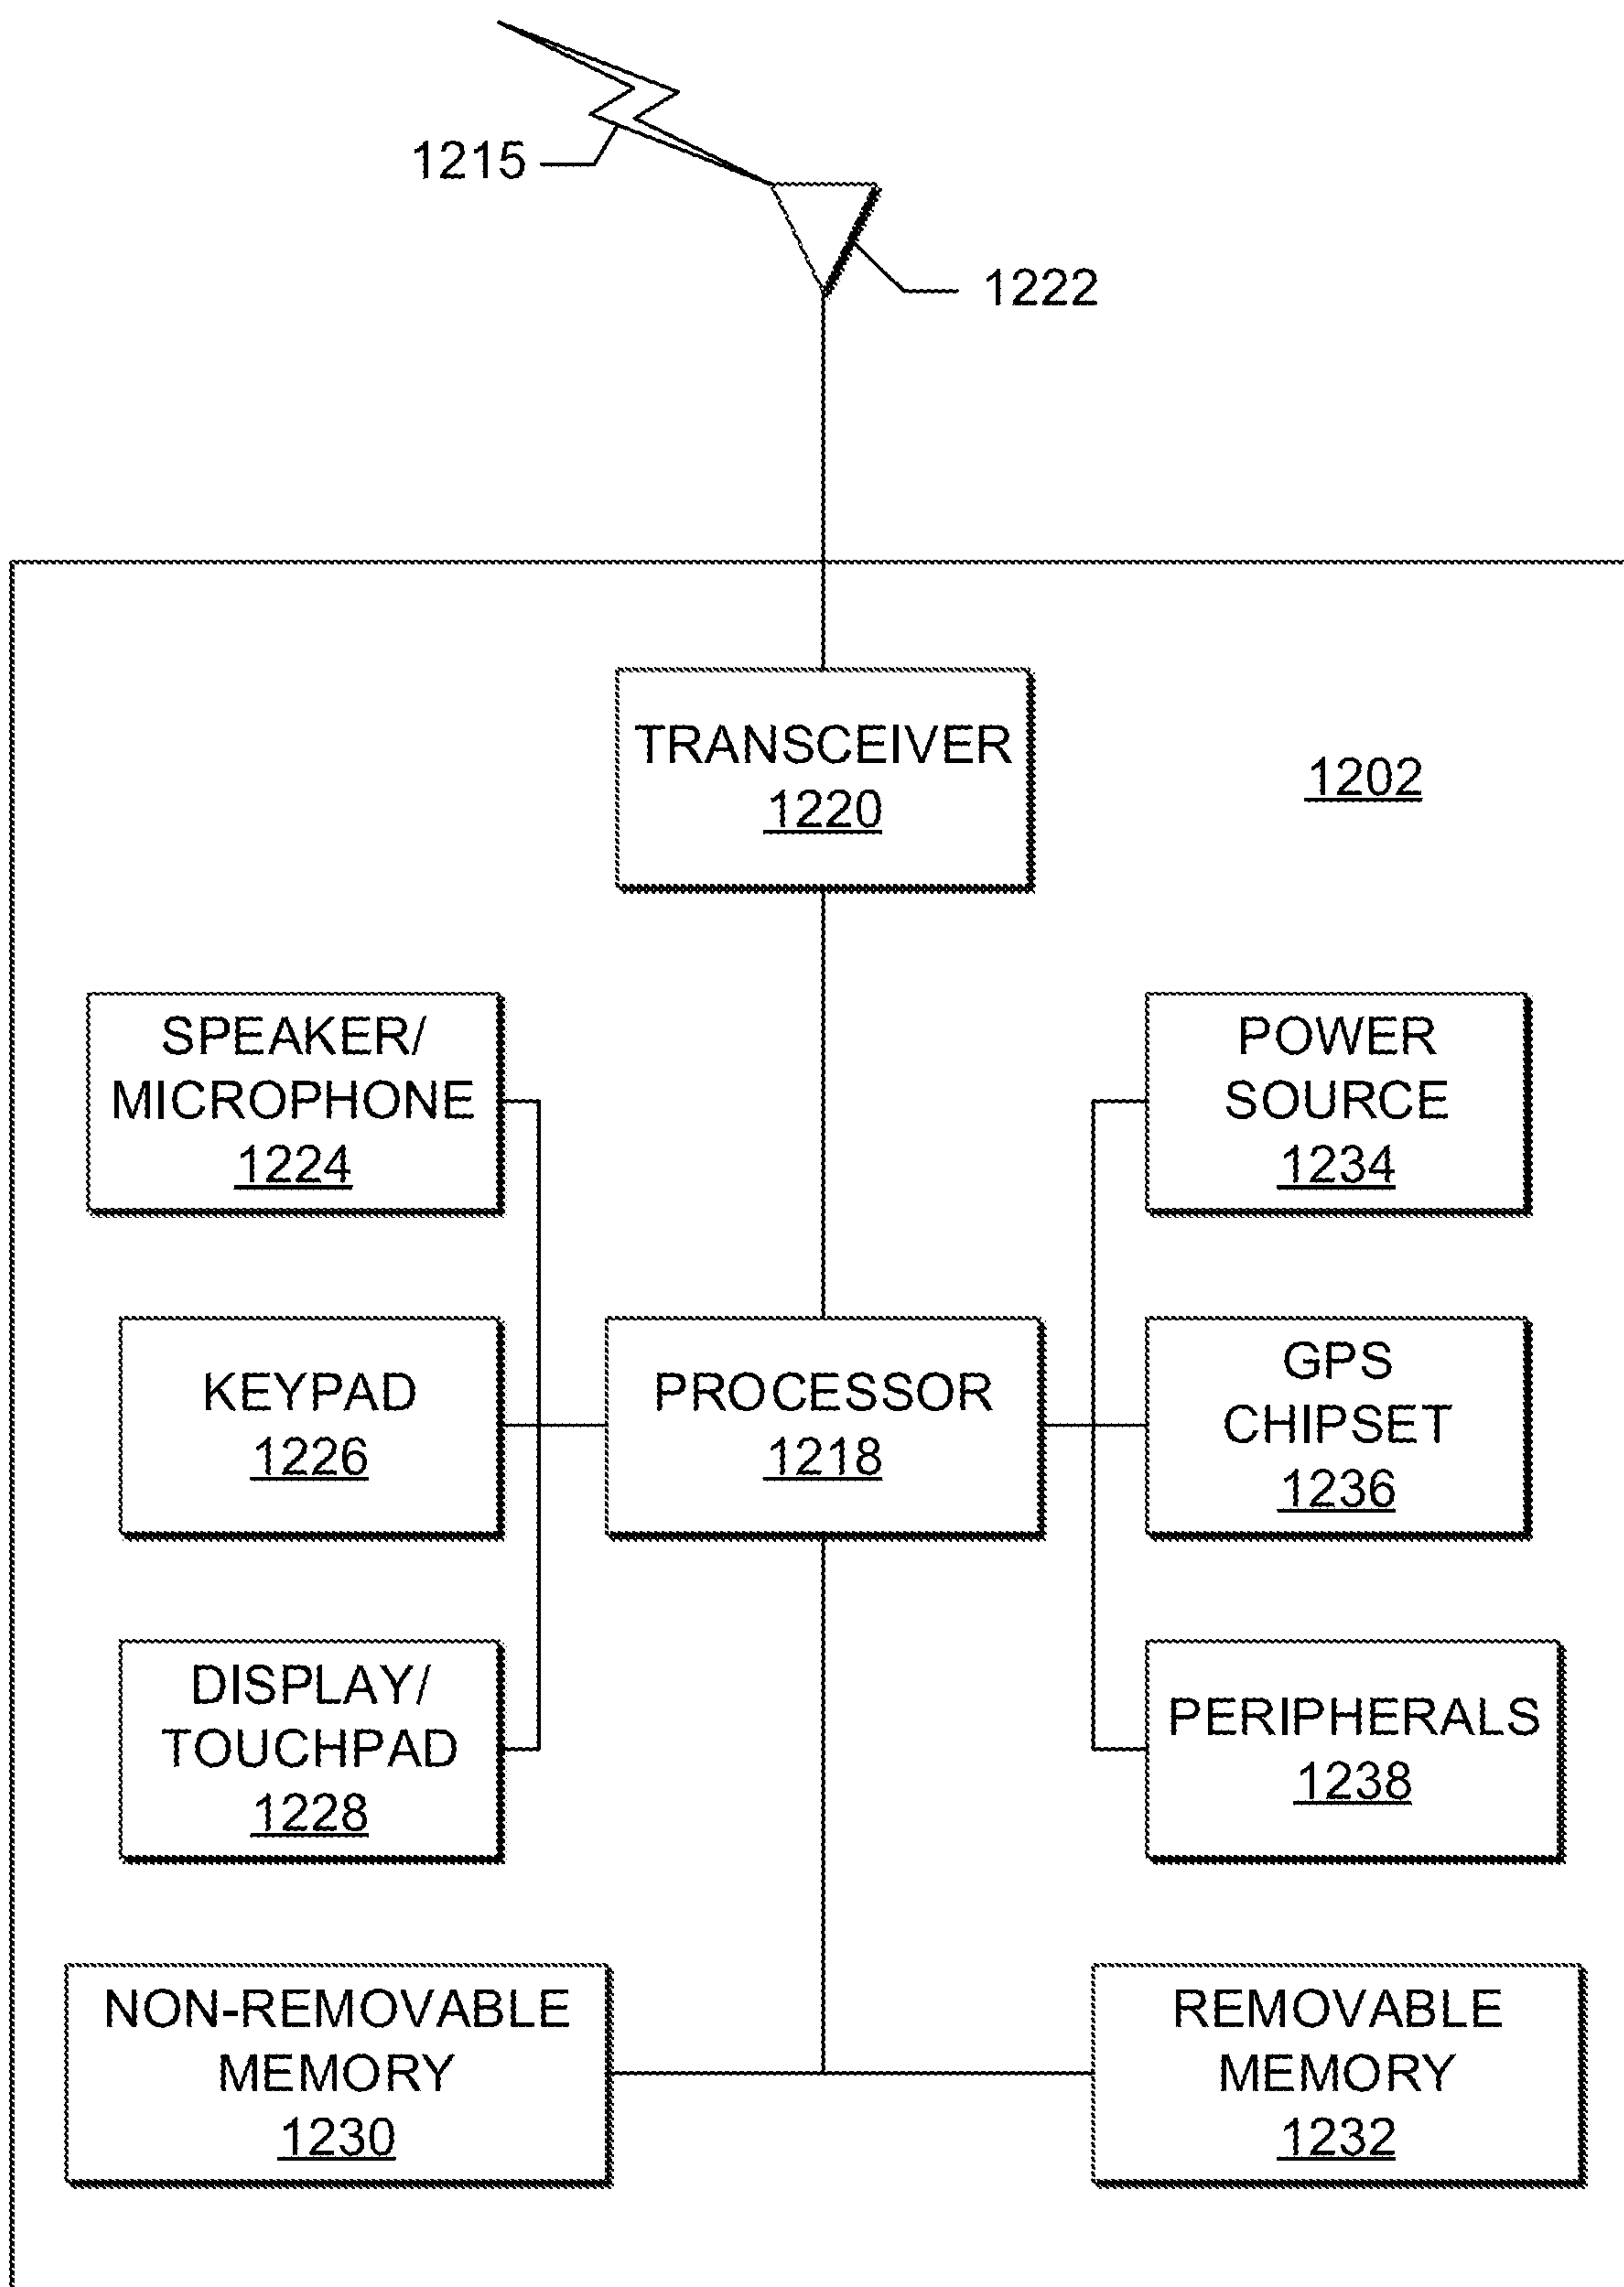 1215
1222
TRANSCEIVER
1220
1202
SPEAKER/
MICROPHONE
1224
POWER
SOURCE
1234
KEYPAD
1226
PROCESSOR
1218
GPS
CHIPSET
1236
DISPLAY/
TOUCHPAD
1228
PERIPHERALS
1238
NON-REMOVABLE
MEMORY
1230
REMOVABLE
MEMORY
1232